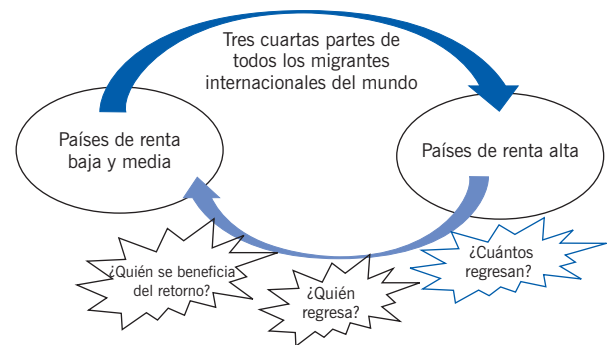 Tres cuartas partes de
todos los migrantes
internacionales del mundo
Países de renta
baja y media
Países de renta alta
¿Quién se beneficia
del retorno?
¿Quién
regresa?
¿Cuántos
regresan?